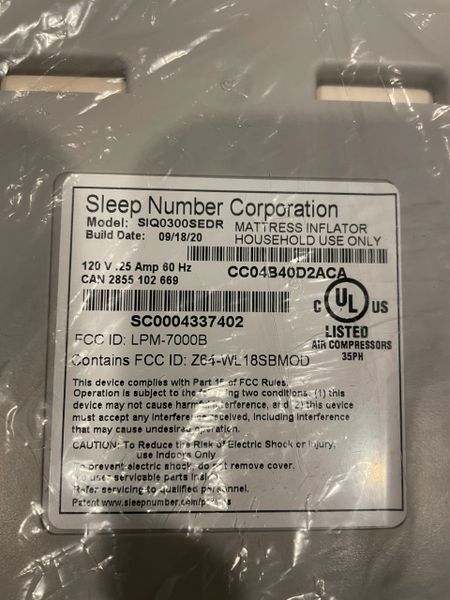 Sleep Number Corporation
Model: SIQ0300SEDR MATTRESS INFLATOR
Build Date: 09/18/20 HOUSEHOLD USE ONLY
120 V .25 Amp 60 Hz CC04B40D2ACA
CAN 2855 102 669
SC0004337402
C UL US
LISTED
AIR COMPRESSORS
35PH
FCC ID: LPM-7000B
Contains FCC ID: Z64-WL18SBMOD
This device complies with Part 15 of FCC Rules.
Operation is subject to the following two conditions: (1) this
device may not cause harmful interference, and (2) this device
must accept any interference received, including interference
that may cause undesired operation.
CAUTION: To Reduce the Risk of Electric Shock or Injury,
use Indoors Only
To prevent electric shock, do not remove cover.
No user servicable parts inside.
Refer servicing to qualified personnel.
Patent www.sleepnumber.com/